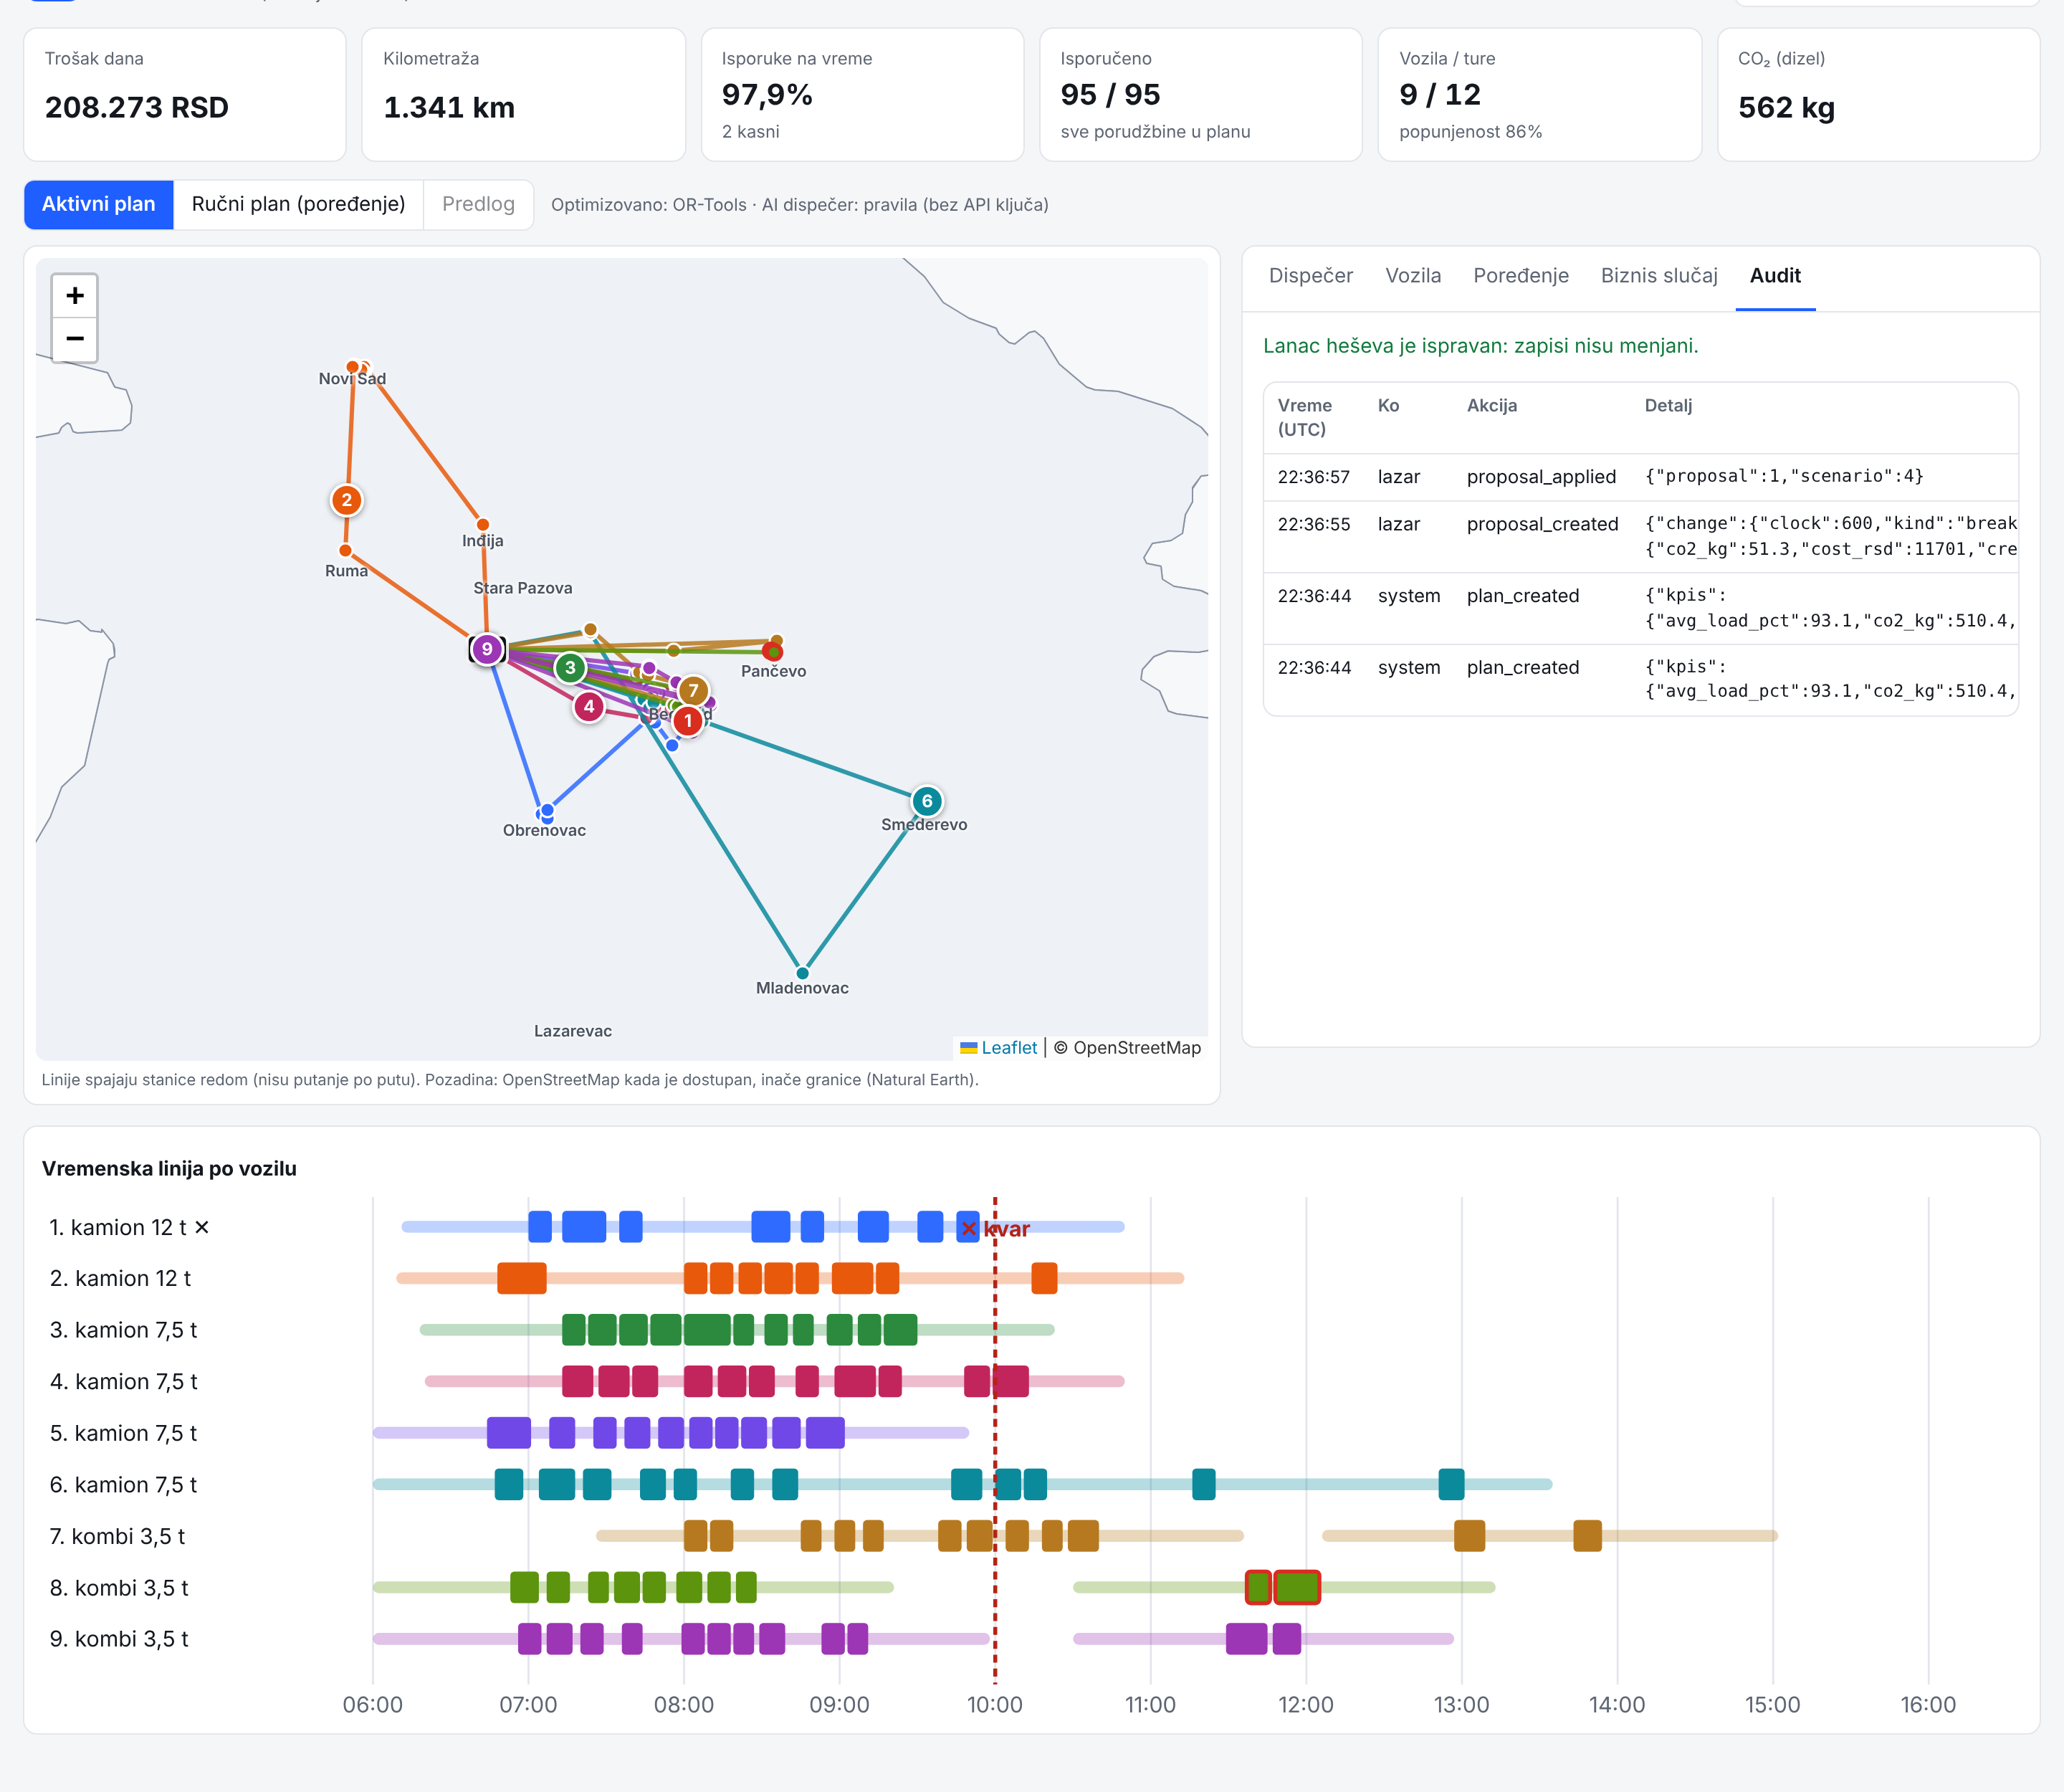 Trošak dana
208.273 RSD
Kilometraža
1.341 km
Isporuke na vreme
97,9%
2 kasni
Isporučeno
95 / 95
sve porudžbine u planu
Vozila / ture
9 / 12
popunjenost 86%
CO₂ (dizel)
562 kg
Aktivni plan
Ručni plan (poređenje)
Predlog
Optimizovano: OR-Tools · AI dispečer: pravila (bez API ključa)
+
−
Novi Sad
2
Inđija
Ruma
Stara Pazova
9
3
Pančevo
7
4
1
6
Obrenovac
Smederevo
Mladenovac
Lazarevac
Leaflet | © OpenStreetMap
Linije spajaju stanice redom (nisu putanje po putu). Pozadina: OpenStreetMap kada je dostupan, inače granice (Natural Earth).
Dispečer Vozila Poređenje Biznis slučaj Audit
Lanac heševa je ispravan: zapisi nisu menjani.
Vreme (UTC) Ko Akcija Detalj
22:36:57 lazar proposal_applied {"proposal":1,"scenario":4}
22:36:55 lazar proposal_created {"change":{"clock":600,"kind":"break
{"co2_kg":51.3,"cost_rsd":11701,"cre
22:36:44 system plan_created {"kpis":
{"avg_load_pct":93.1,"co2_kg":510.4,
22:36:44 system plan_created {"kpis":
{"avg_load_pct":93.1,"co2_kg":510.4,
Vremenska linija po vozilu
1. kamion 12 t ✕
✕ kvar
2. kamion 12 t
3. kamion 7,5 t
4. kamion 7,5 t
5. kamion 7,5 t
6. kamion 7,5 t
7. kombi 3,5 t
8. kombi 3,5 t
9. kombi 3,5 t
06:00 07:00 08:00 09:00 10:00 11:00 12:00 13:00 14:00 15:00 16:00